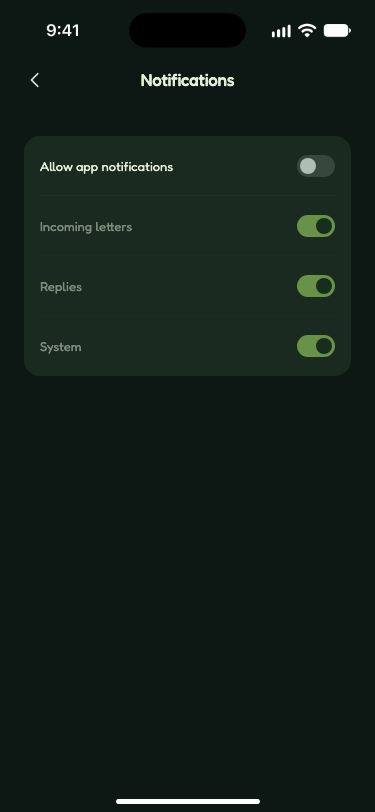 9:41
Notifications
Allow app notifications
Incoming letters
Replies
System